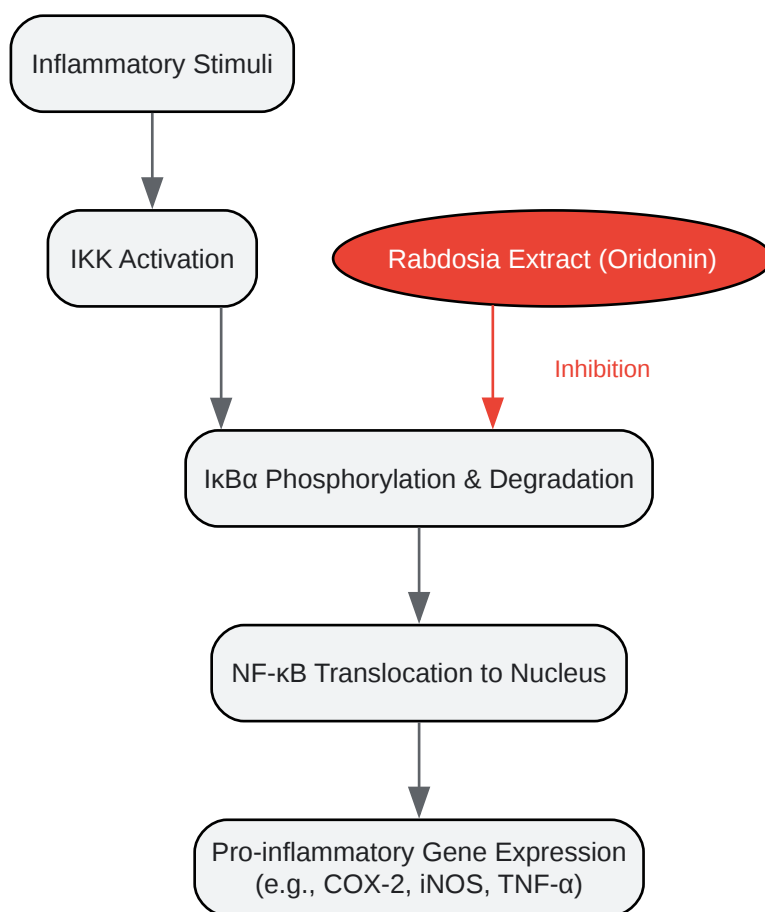 Inflammatory Stimuli
IKK Activation
Rabdosia Extract (Oridonin)
Inhibition
IκBα Phosphorylation & Degradation
NF-κB Translocation to Nucleus
Pro-inflammatory Gene Expression
(e.g., COX-2, iNOS, TNF-α)